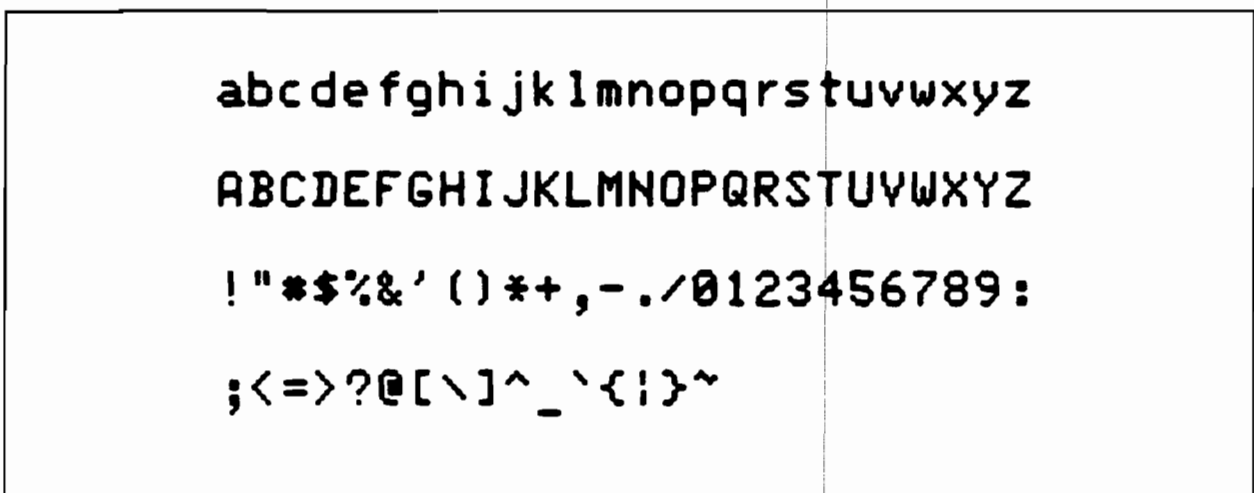 abcdefghijklmnopqrstuvwxyz
ABCDEFGHIJKLMNOPQRSTUVWXYZ
!"#$%&'()*+,-./0123456789:
;<=>?@[\]^_`{¦}~